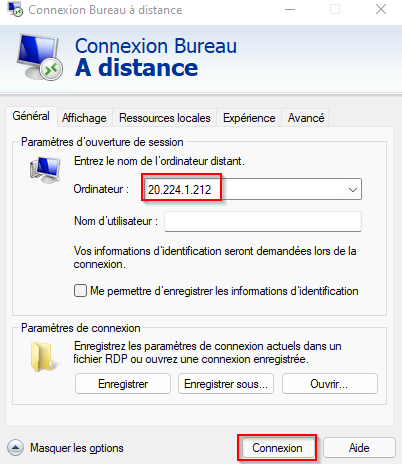 Connexion Bureau à distance
Connexion Bureau
A distance
Général Affichage Ressources locales Expérience Avancé
Paramètres d'ouverture de session
Entrez le nom de l'ordinateur distant.
Ordinateur : 20.224.1.212
Nom d'utilisateur :
Vos informations d'identification seront demandées lors de la
connexion.
Me permettre d'enregistrer les informations d'identification
Paramètres de connexion
Enregistrez les paramètres de connexion actuels dans un
fichier RDP ou ouvrez une connexion enregistrée.
Enregistrer Enregistrer sous... Ouvrir...
Masquer les options Connexion Aide